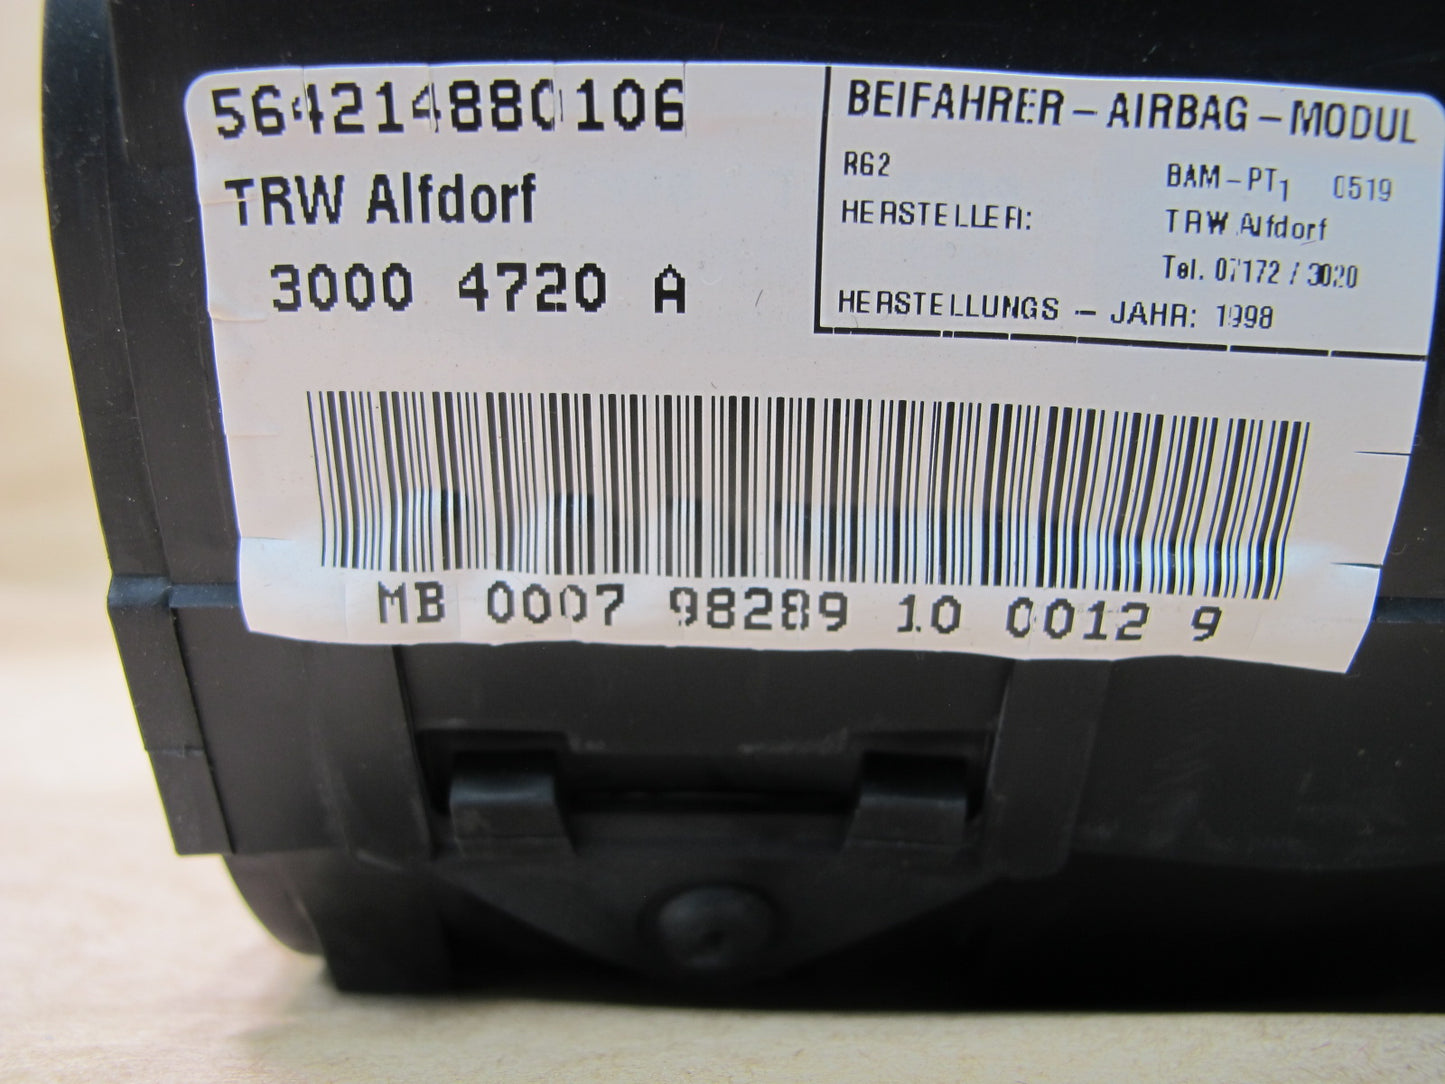 564214880106
TRW Alfdorf
3000 4720 A
BEIFAHRER-AIRBAG-MODUL
R62 BAM-PT1 0519
HERSTELLER: TRW Alfdorf
Tel. 07172 / 3020
HERSTELLUNGS - JAHR: 1998
MB 0007 98289 10 0012 9